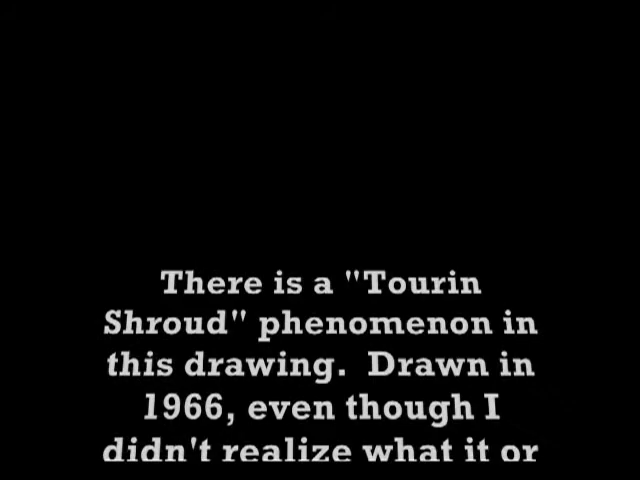 There is a "Tourin
Shroud" phenomenon in
this drawing.  Drawn in
1966, even though I
didn't realize what it or